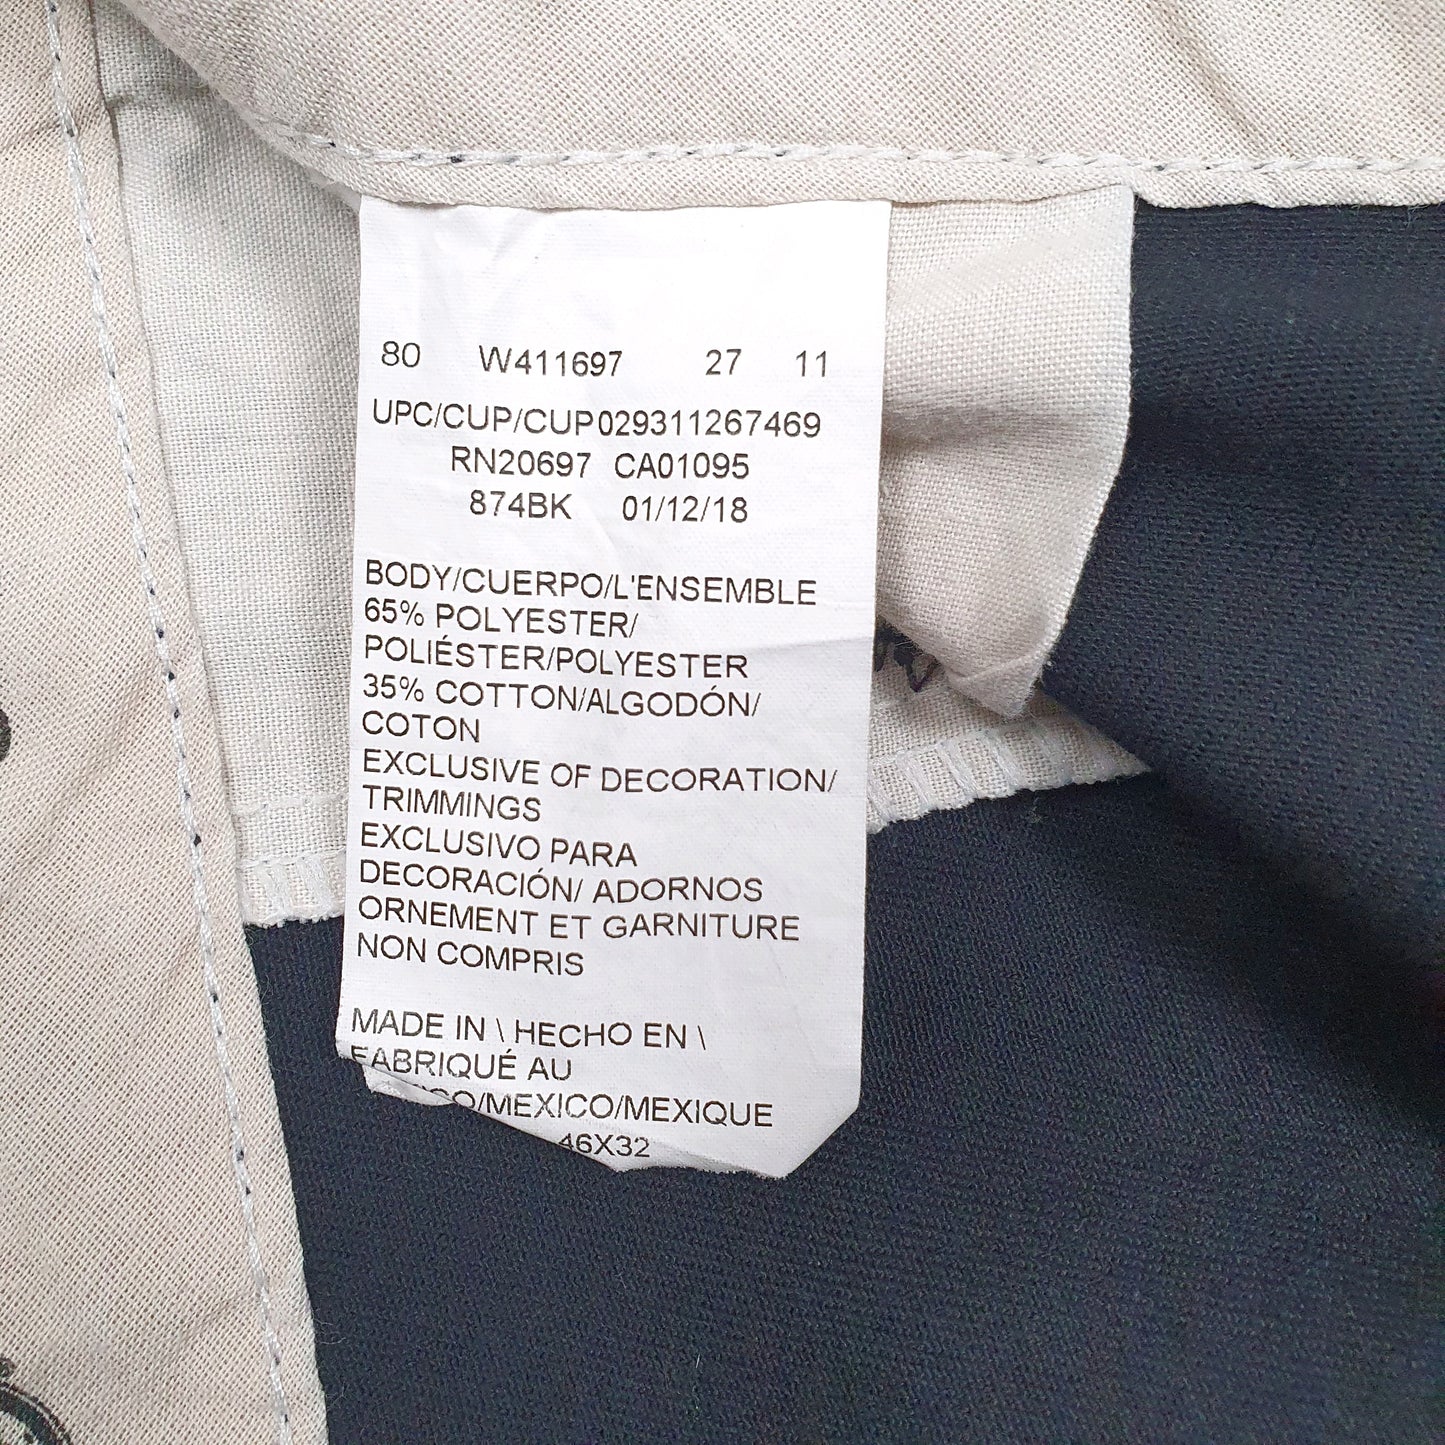 80 W411697 27 11
UPC/CUP/CUP029311267469
RN20697 CA01095
874BK 01/12/18
BODY/CUERPO/L'ENSEMBLE
65% POLYESTER/
POLIÉSTER/POLYESTER
35% COTTON/ALGODÓN/
COTON
EXCLUSIVE OF DECORATION/
TRIMMINGS
EXCLUSIVO PARA
DECORACIÓN/ ADORNOS
ORNEMENT ET GARNITURE
NON COMPRIS
MADE IN \ HECHO EN \
FABRIQUÉ AU
/MEXICO/MEXIQUE
46X32